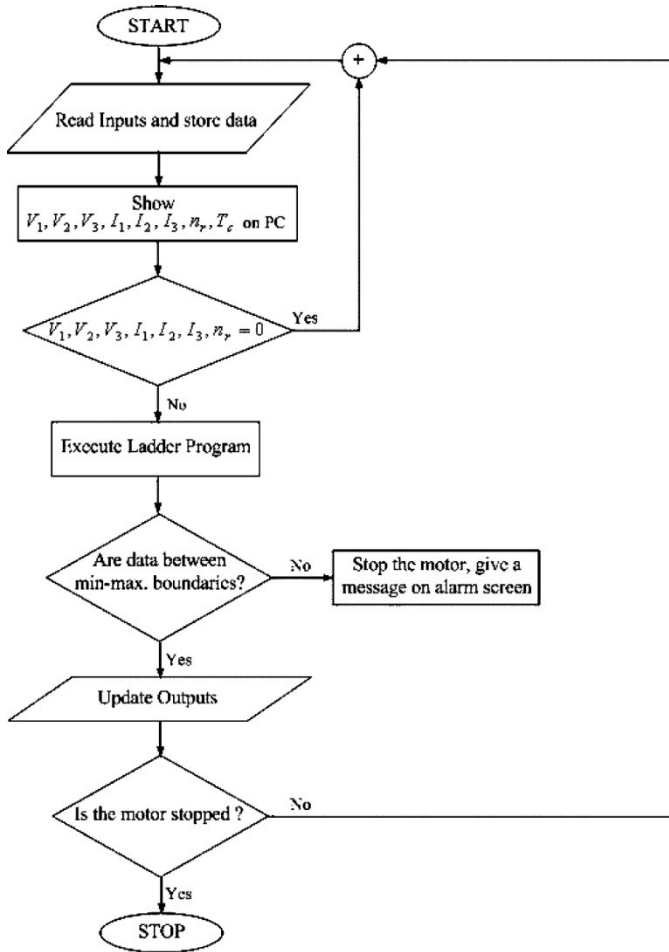 START
+
Read Inputs and store data
Show
V₁, V₂, V₃, I₁, I₂, I₃, nᵣ, T_c on PC
V₁, V₂, V₃, I₁, I₂, I₃, nᵣ = 0
Yes
No
Execute Ladder Program
Are data between
min-max. boundaries?
No
Stop the motor, give a
message on alarm screen
Yes
Update Outputs
Is the motor stopped ?
No
Yes
STOP